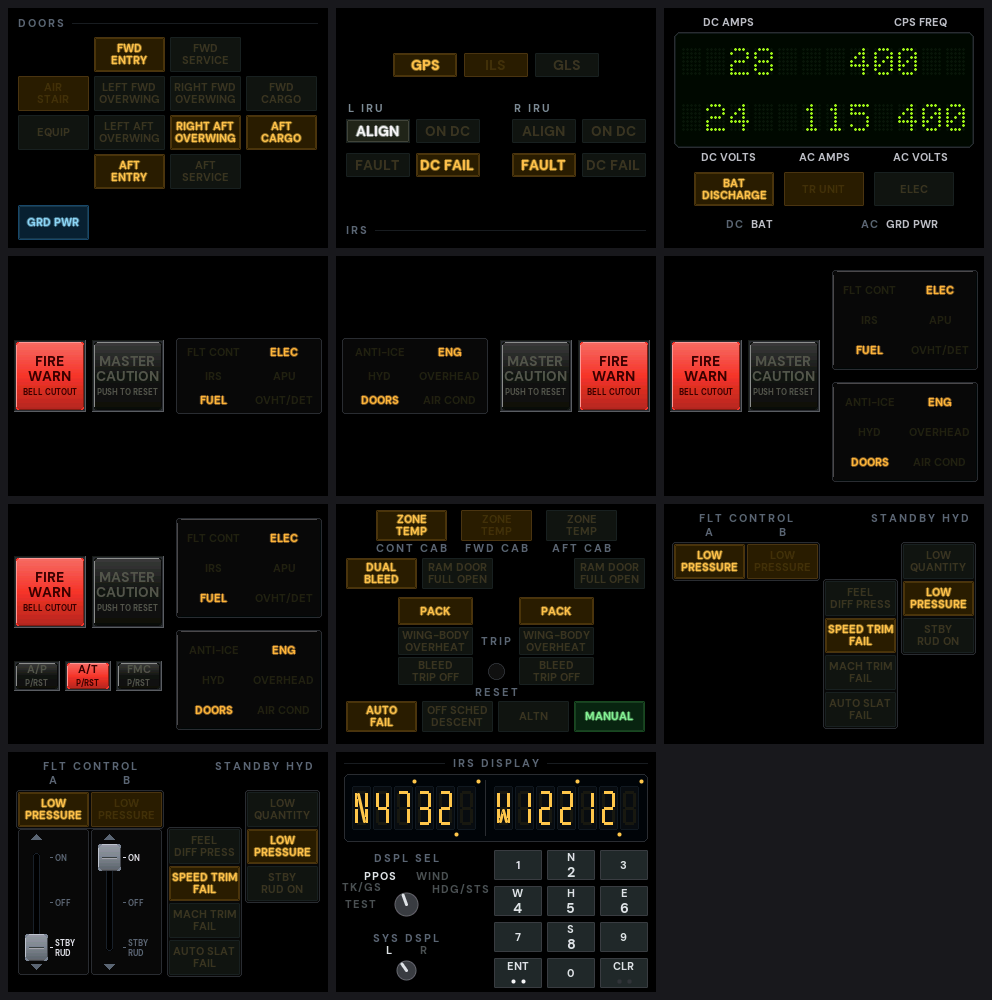 DOORS
FWD ENTRY
FWD SERVICE
AIR STAIR
LEFT FWD OVERWING
RIGHT FWD OVERWING
FWD CARGO
EQUIP
LEFT AFT OVERWING
RIGHT AFT OVERWING
AFT CARGO
AFT ENTRY
AFT SERVICE
GRD PWR
GPS ILS GLS
L IRU R IRU
ALIGN ON DC ALIGN ON DC
FAULT DC FAIL FAULT DC FAIL
IRS
DC AMPS CPS FREQ
28 400
24 115 400
DC VOLTS AC AMPS AC VOLTS
BAT DISCHARGE
TR UNIT
ELEC
DC BAT AC GRD PWR
FIRE WARN
BELL CUTOUT
MASTER CAUTION
PUSH TO RESET
FLT CONT ELEC
IRS APU
FUEL OVHT/DET
ANTI-ICE ENG
HYD OVERHEAD
DOORS AIR COND
MASTER CAUTION
PUSH TO RESET
FIRE WARN
BELL CUTOUT
FIRE WARN
BELL CUTOUT
MASTER CAUTION
PUSH TO RESET
FLT CONT ELEC
IRS APU
FUEL OVHT/DET
ANTI-ICE ENG
HYD OVERHEAD
DOORS AIR COND
FIRE WARN
BELL CUTOUT
MASTER CAUTION
PUSH TO RESET
A/P P/RST
A/T P/RST
FMC P/RST
FLT CONT ELEC
IRS APU
FUEL OVHT/DET
ANTI-ICE ENG
HYD OVERHEAD
DOORS AIR COND
ZONE TEMP
ZONE TEMP
ZONE TEMP
CONT CAB FWD CAB AFT CAB
DUAL BLEED
RAM DOOR FULL OPEN
RAM DOOR FULL OPEN
PACK PACK
WING-BODY OVERHEAT
TRIP
WING-BODY OVERHEAT
BLEED TRIP OFF
BLEED TRIP OFF
RESET
AUTO FAIL
OFF SCHED DESCENT
ALTN
MANUAL
FLT CONTROL STANDBY HYD
A B
LOW PRESSURE
LOW PRESSURE
LOW QUANTITY
FEEL DIFF PRESS
LOW PRESSURE
SPEED TRIM FAIL
STBY RUD ON
MACH TRIM FAIL
AUTO SLAT FAIL
FLT CONTROL STANDBY HYD
A B
LOW PRESSURE
LOW PRESSURE
LOW QUANTITY
FEEL DIFF PRESS
LOW PRESSURE
SPEED TRIM FAIL
STBY RUD ON
MACH TRIM FAIL
AUTO SLAT FAIL
ON ON
OFF OFF
STBY RUD
STBY RUD
IRS DISPLAY
N4732 W12212
DSPL SEL
PPOS WIND
TK/GS HDG/STS
TEST
SYS DSPL
L R
1 N 2 3
W 4 H 5 E 6
7 S 8 9
ENT 0 CLR